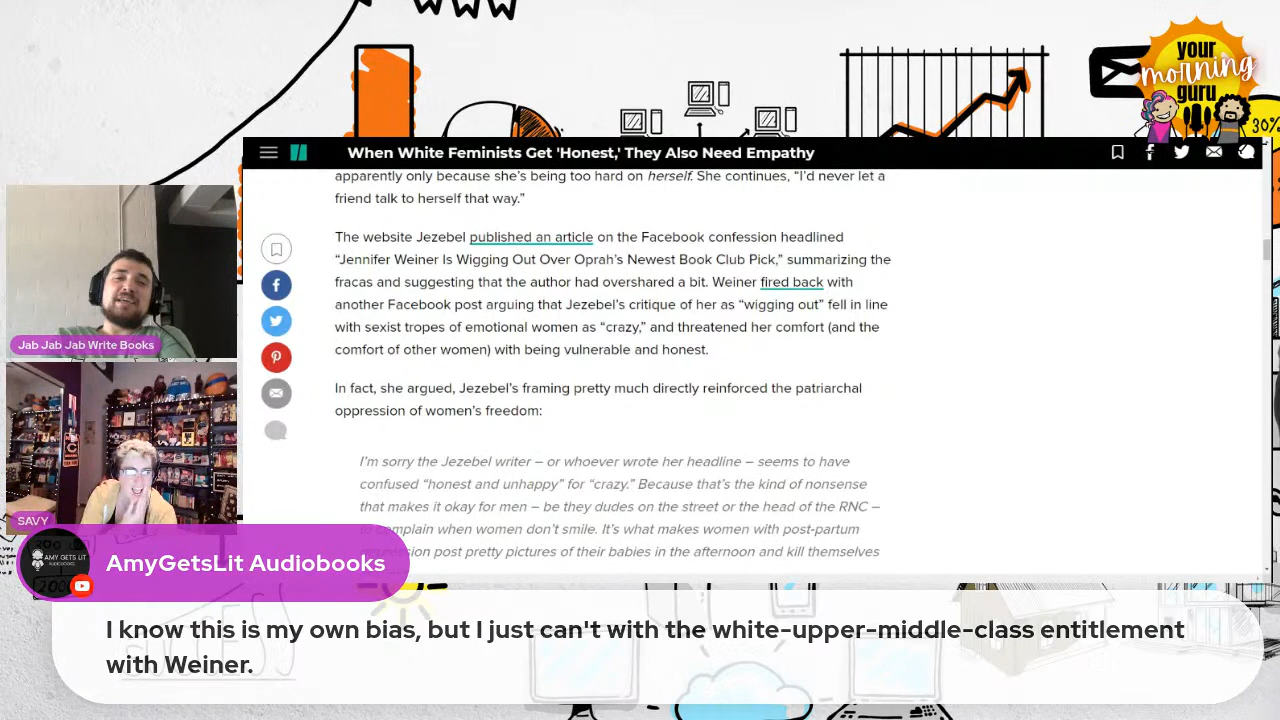 your
morning
guru
30%
When White Feminists Get 'Honest,' They Also Need Empathy
apparently only because she's being too hard on herself. She continues, “I'd never let a
friend talk to herself that way.”
The website Jezebel published an article on the Facebook confession headlined
“Jennifer Weiner Is Wigging Out Over Oprah's Newest Book Club Pick,” summarizing the
fracas and suggesting that the author had overshared a bit. Weiner fired back with
another Facebook post arguing that Jezebel's critique of her as “wigging out” fell in line
with sexist tropes of emotional women as “crazy,” and threatened her comfort (and the
comfort of other women) with being vulnerable and honest.
In fact, she argued, Jezebel's framing pretty much directly reinforced the patriarchal
oppression of women's freedom:
I'm sorry the Jezebel writer – or whoever wrote her headline – seems to have
confused “honest and unhappy” for “crazy.” Because that's the kind of nonsense
that makes it okay for men – be they dudes on the street or the head of the RNC –
to complain when women don't smile. It's what makes women with post-partum
depression post pretty pictures of their babies in the afternoon and kill themselves
Jab Jab Jab Write Books
SAVY
AMY GETS LIT
AUDIOBOOKS
AmyGetsLit Audiobooks
I know this is my own bias, but I just can't with the white-upper-middle-class entitlement
with Weiner.